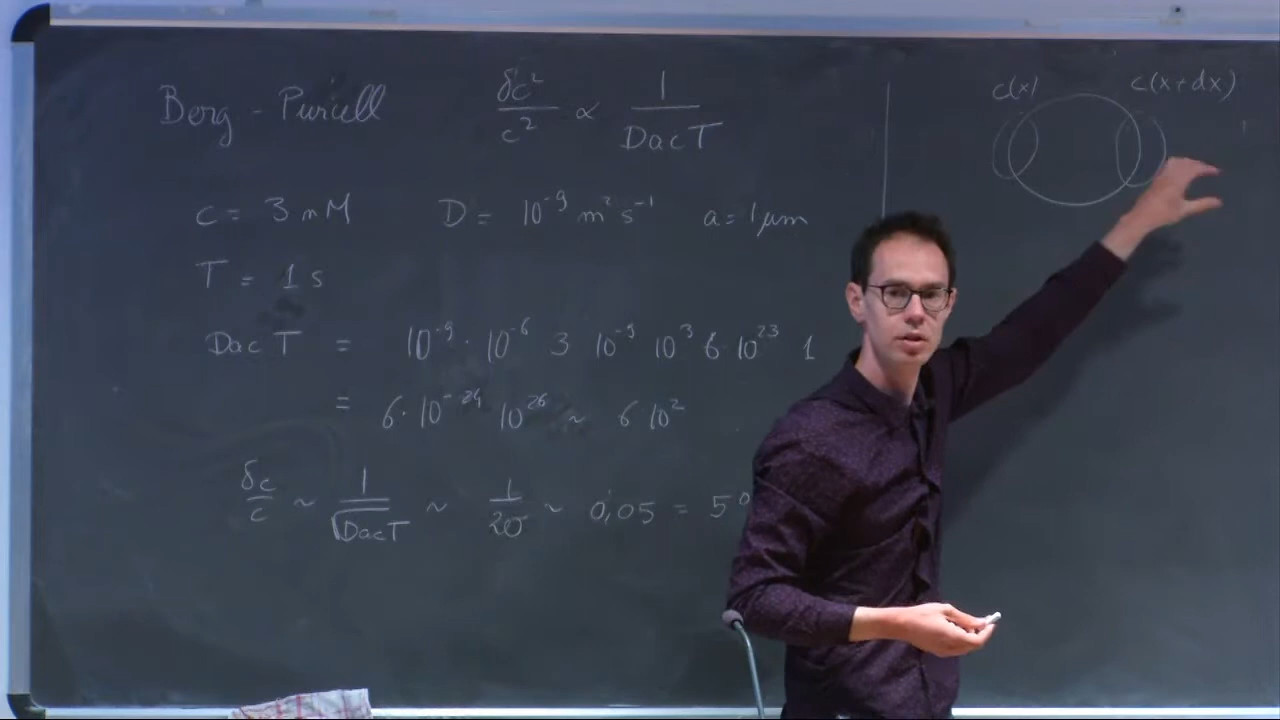 Berg - Purcell δc²/c² ∝ 1/DacT
c = 3 nM D = 10⁻⁹ m² s⁻¹ a = 1 μm
T = 1 s
DacT = 10⁻⁹ · 10⁻⁶ 3 10⁻⁹ 10³ 6 · 10²³ 1
= 6 · 10⁻²⁴ 10²⁶ ~ 6 10²
δc/c ~ 1/√DacT ~ 1/20 ~ 0,05 = 5
c(x) c(x+dx)